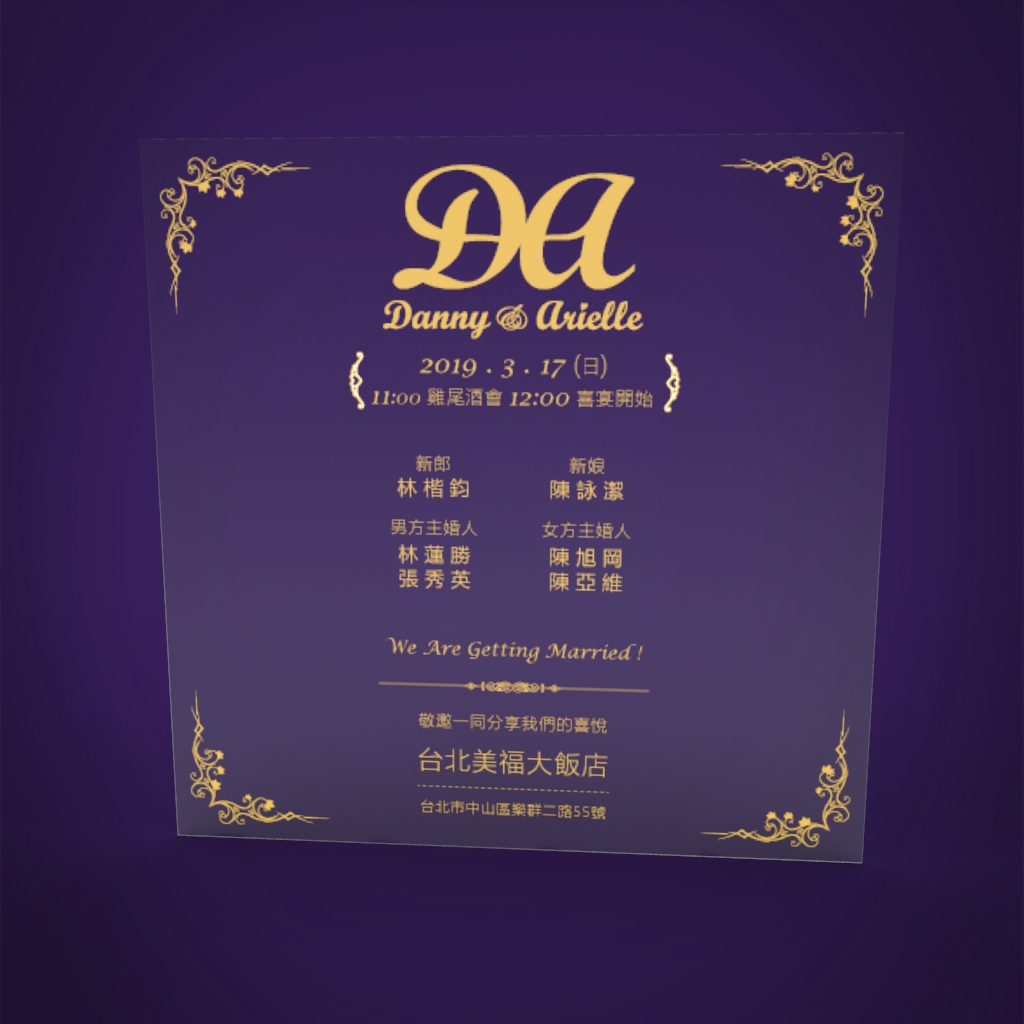 DA
Danny & Arielle
2019 . 3 . 17 (日)
11:00 雞尾酒會 12:00 喜宴開始
新郎 新娘
林楷鈞 陳詠潔
男方主婚人 女方主婚人
林蓮勝 陳旭岡
張秀英 陳亞維
We Are Getting Married !
敬邀一同分享我們的喜悅
台北美福大飯店
台北市中山區樂群二路55號